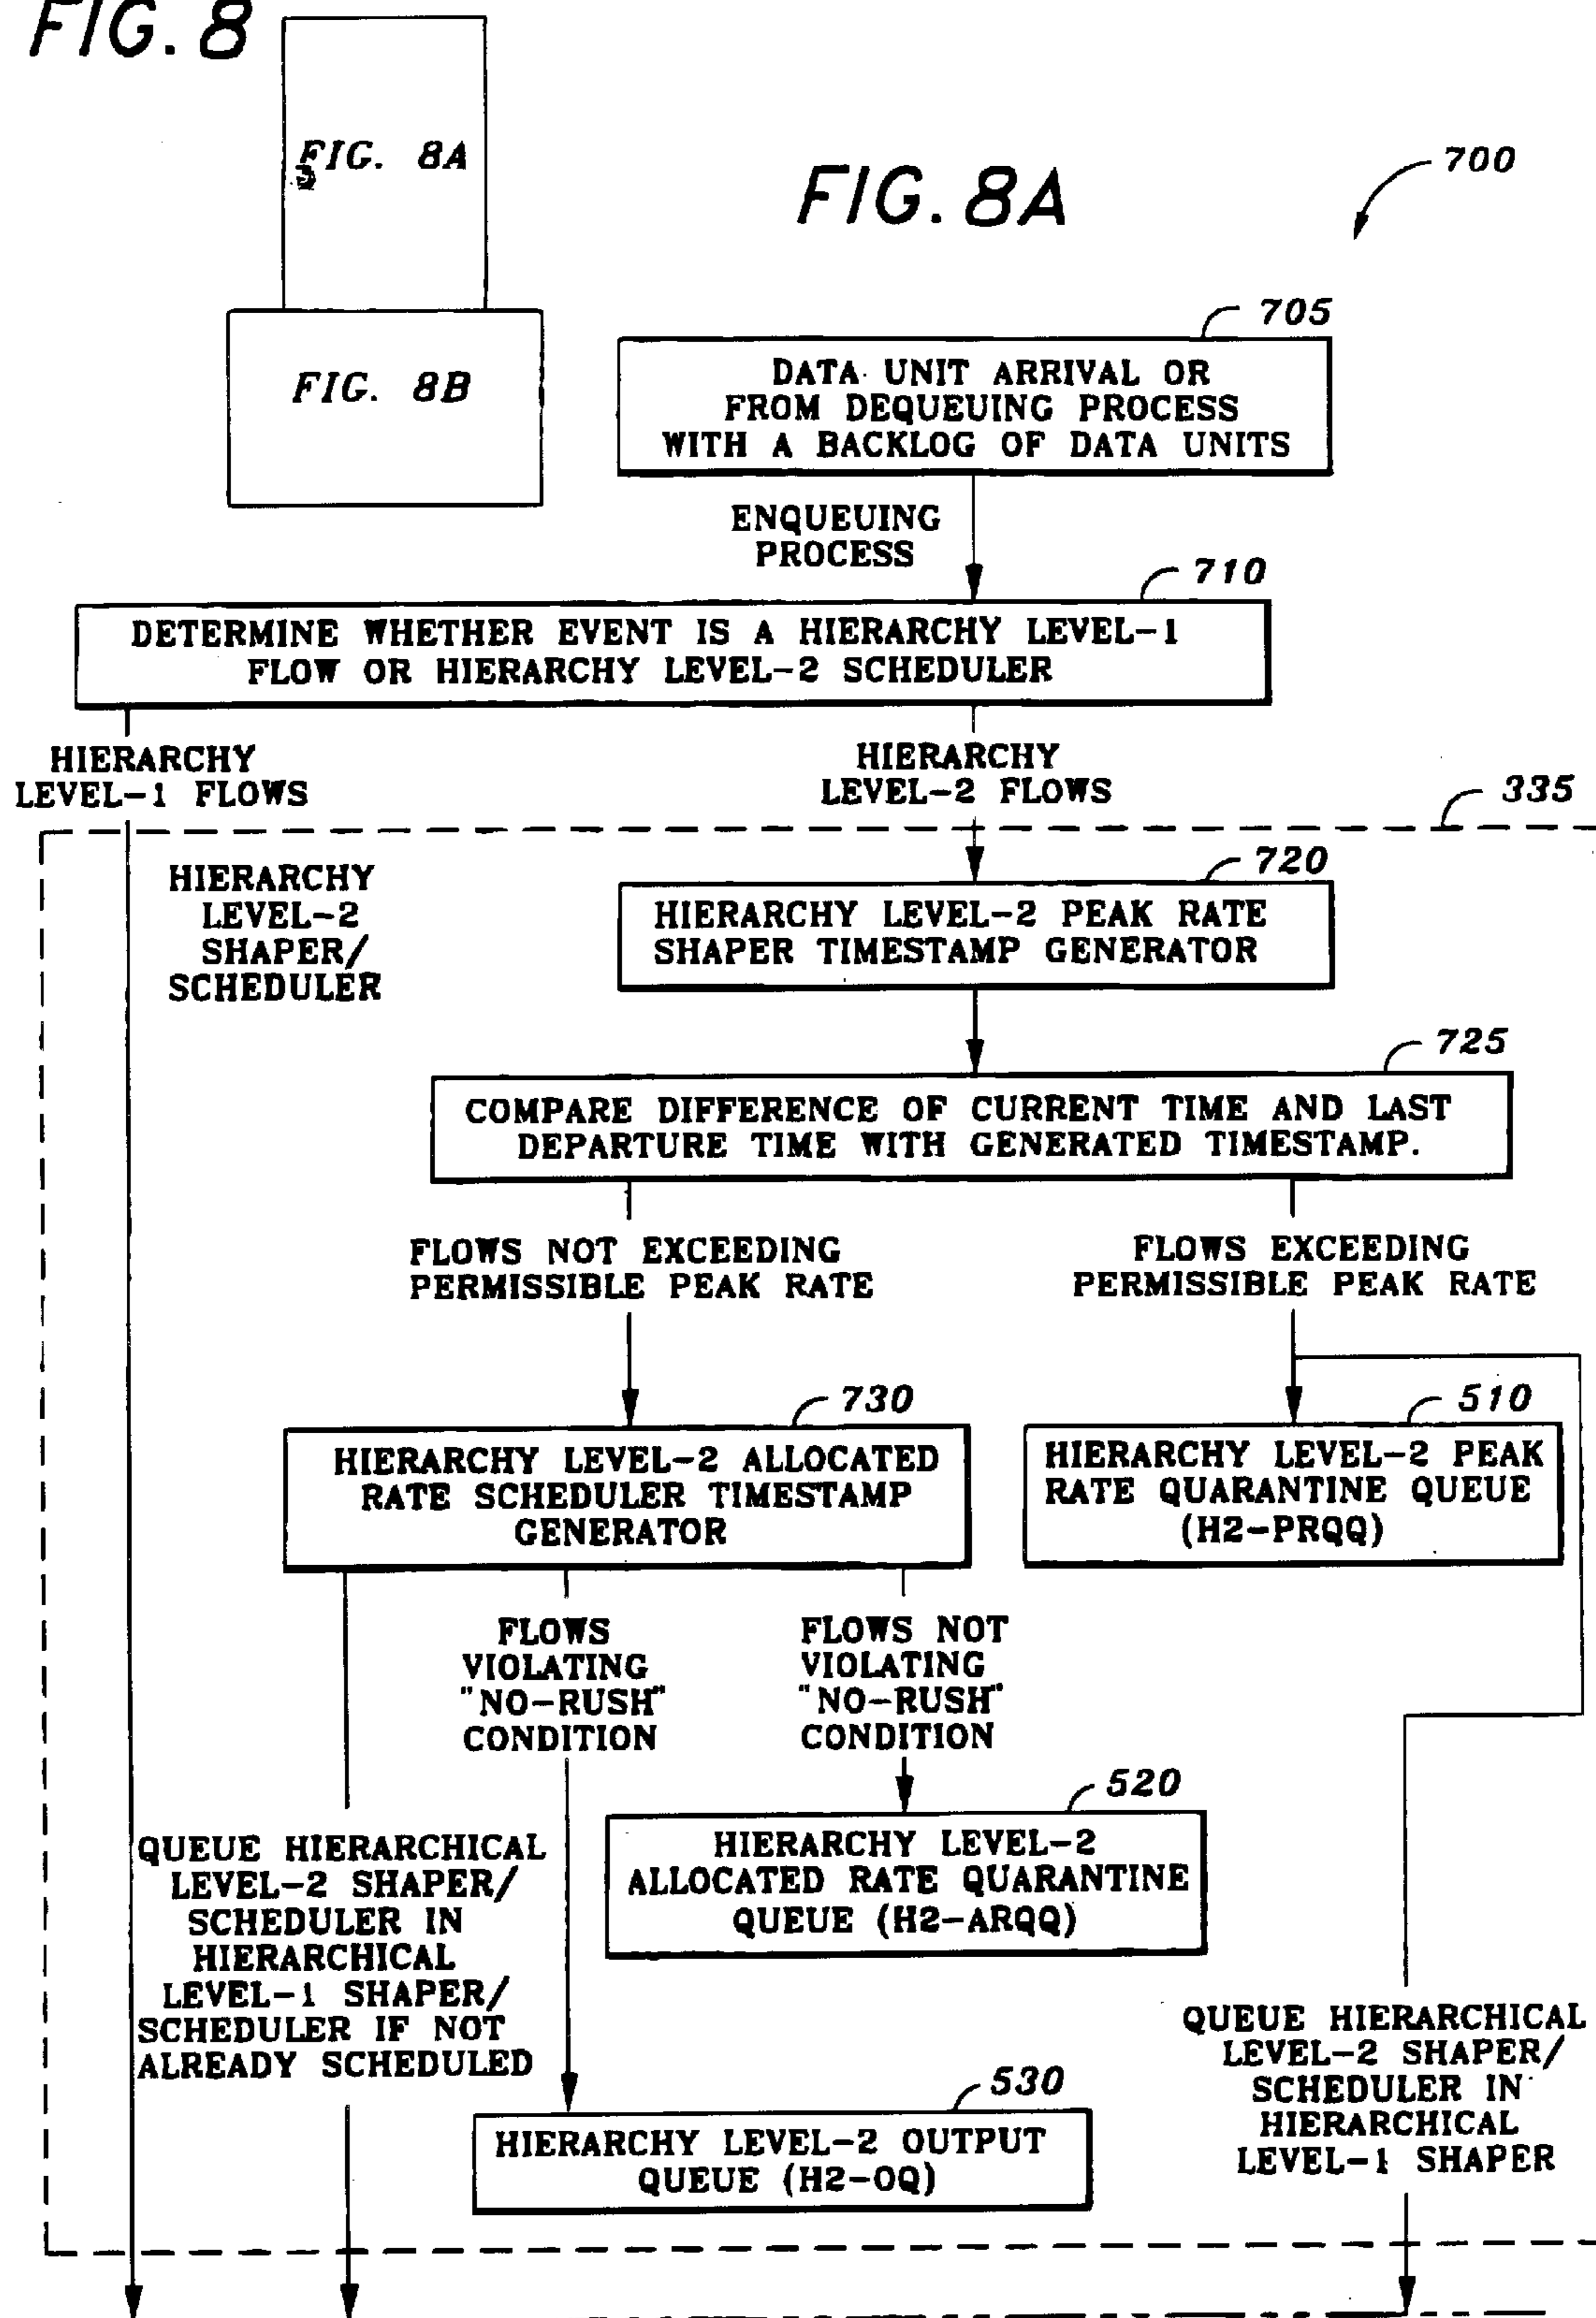 FIG. 8
FIG. 8A
FIG. 8B
FIG. 8A
700
705
DATA UNIT ARRIVAL OR
FROM DEQUEUING PROCESS
WITH A BACKLOG OF DATA UNITS
ENQUEUING
PROCESS
710
DETERMINE WHETHER EVENT IS A HIERARCHY LEVEL-1
FLOW OR HIERARCHY LEVEL-2 SCHEDULER
HIERARCHY
LEVEL-1 FLOWS
HIERARCHY
LEVEL-2 FLOWS
335
HIERARCHY
LEVEL-2
SHAPER/
SCHEDULER
720
HIERARCHY LEVEL-2 PEAK RATE
SHAPER TIMESTAMP GENERATOR
725
COMPARE DIFFERENCE OF CURRENT TIME AND LAST
DEPARTURE TIME WITH GENERATED TIMESTAMP.
FLOWS NOT EXCEEDING
PERMISSIBLE PEAK RATE
FLOWS EXCEEDING
PERMISSIBLE PEAK RATE
730
HIERARCHY LEVEL-2 ALLOCATED
RATE SCHEDULER TIMESTAMP
GENERATOR
510
HIERARCHY LEVEL-2 PEAK
RATE QUARANTINE QUEUE
(H2-PRQQ)
FLOWS
VIOLATING
"NO-RUSH"
CONDITION
FLOWS NOT
VIOLATING
"NO-RUSH"
CONDITION
520
HIERARCHY LEVEL-2
ALLOCATED RATE QUARANTINE
QUEUE (H2-ARQQ)
QUEUE HIERARCHICAL
LEVEL-2 SHAPER/
SCHEDULER IN
HIERARCHICAL
LEVEL-1 SHAPER/
SCHEDULER IF NOT
ALREADY SCHEDULED
530
HIERARCHY LEVEL-2 OUTPUT
QUEUE (H2-OQ)
QUEUE HIERARCHICAL
LEVEL-2 SHAPER/
SCHEDULER IN
HIERARCHICAL
LEVEL-1 SHAPER